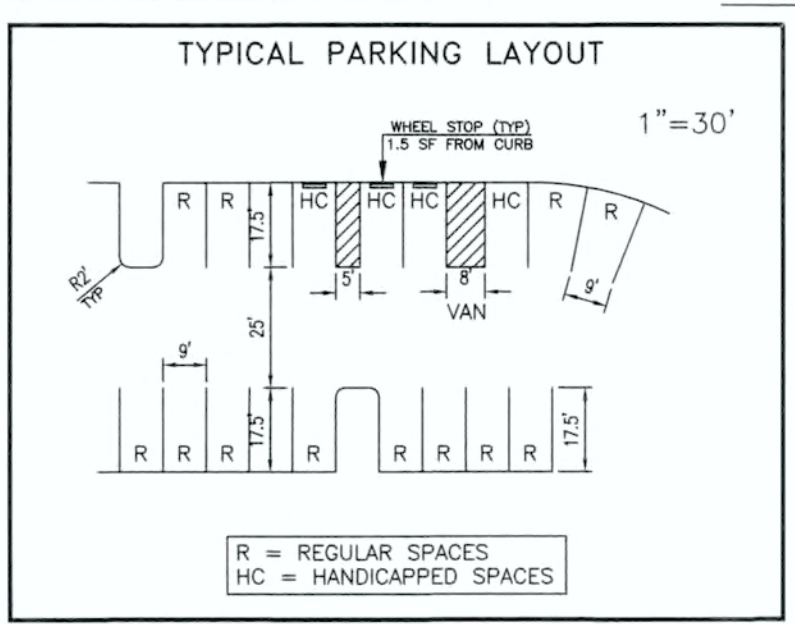 TYPICAL PARKING LAYOUT
1"=30'
WHEEL STOP (TYP)
1.5 SF FROM CURB
R R HC HC HC HC R R
17.5'
R2'
TYP
5'
8'
VAN
9'
25'
9'
17.5'
17.5'
R R R R R R R R
R = REGULAR SPACES
HC = HANDICAPPED SPACES